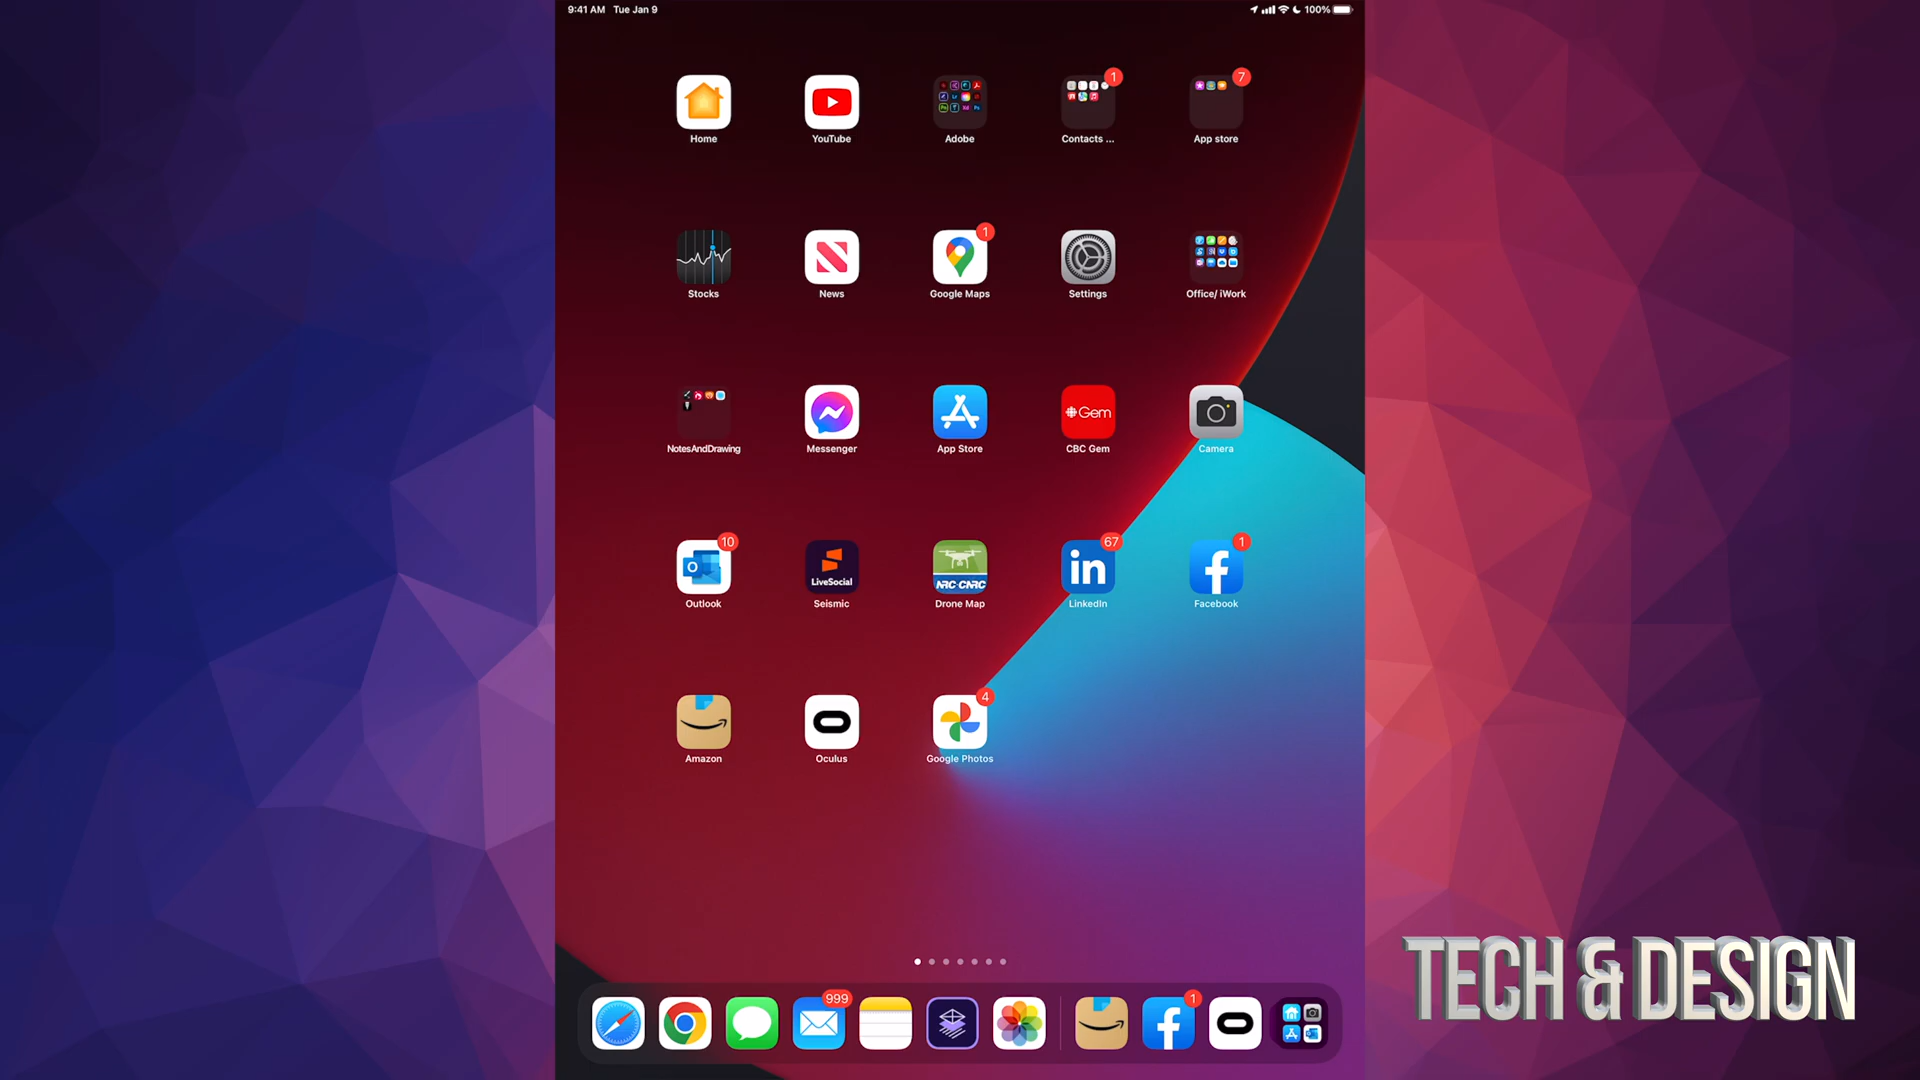 9:41 AM Tue Jan 9
100%
1
7
Home
YouTube
Adobe
Contacts ...
App store
1
Stocks
News
Google Maps
Settings
Office/ iWork
Gem
NotesAndDrawing
Messenger
App Store
CBC Gem
Camera
10
67
1
LiveSocial
NRC·CNRC
in
Outlook
Seismic
Drone Map
LinkedIn
Facebook
4
Amazon
Oculus
Google Photos
TECH & DESIGN
999
1